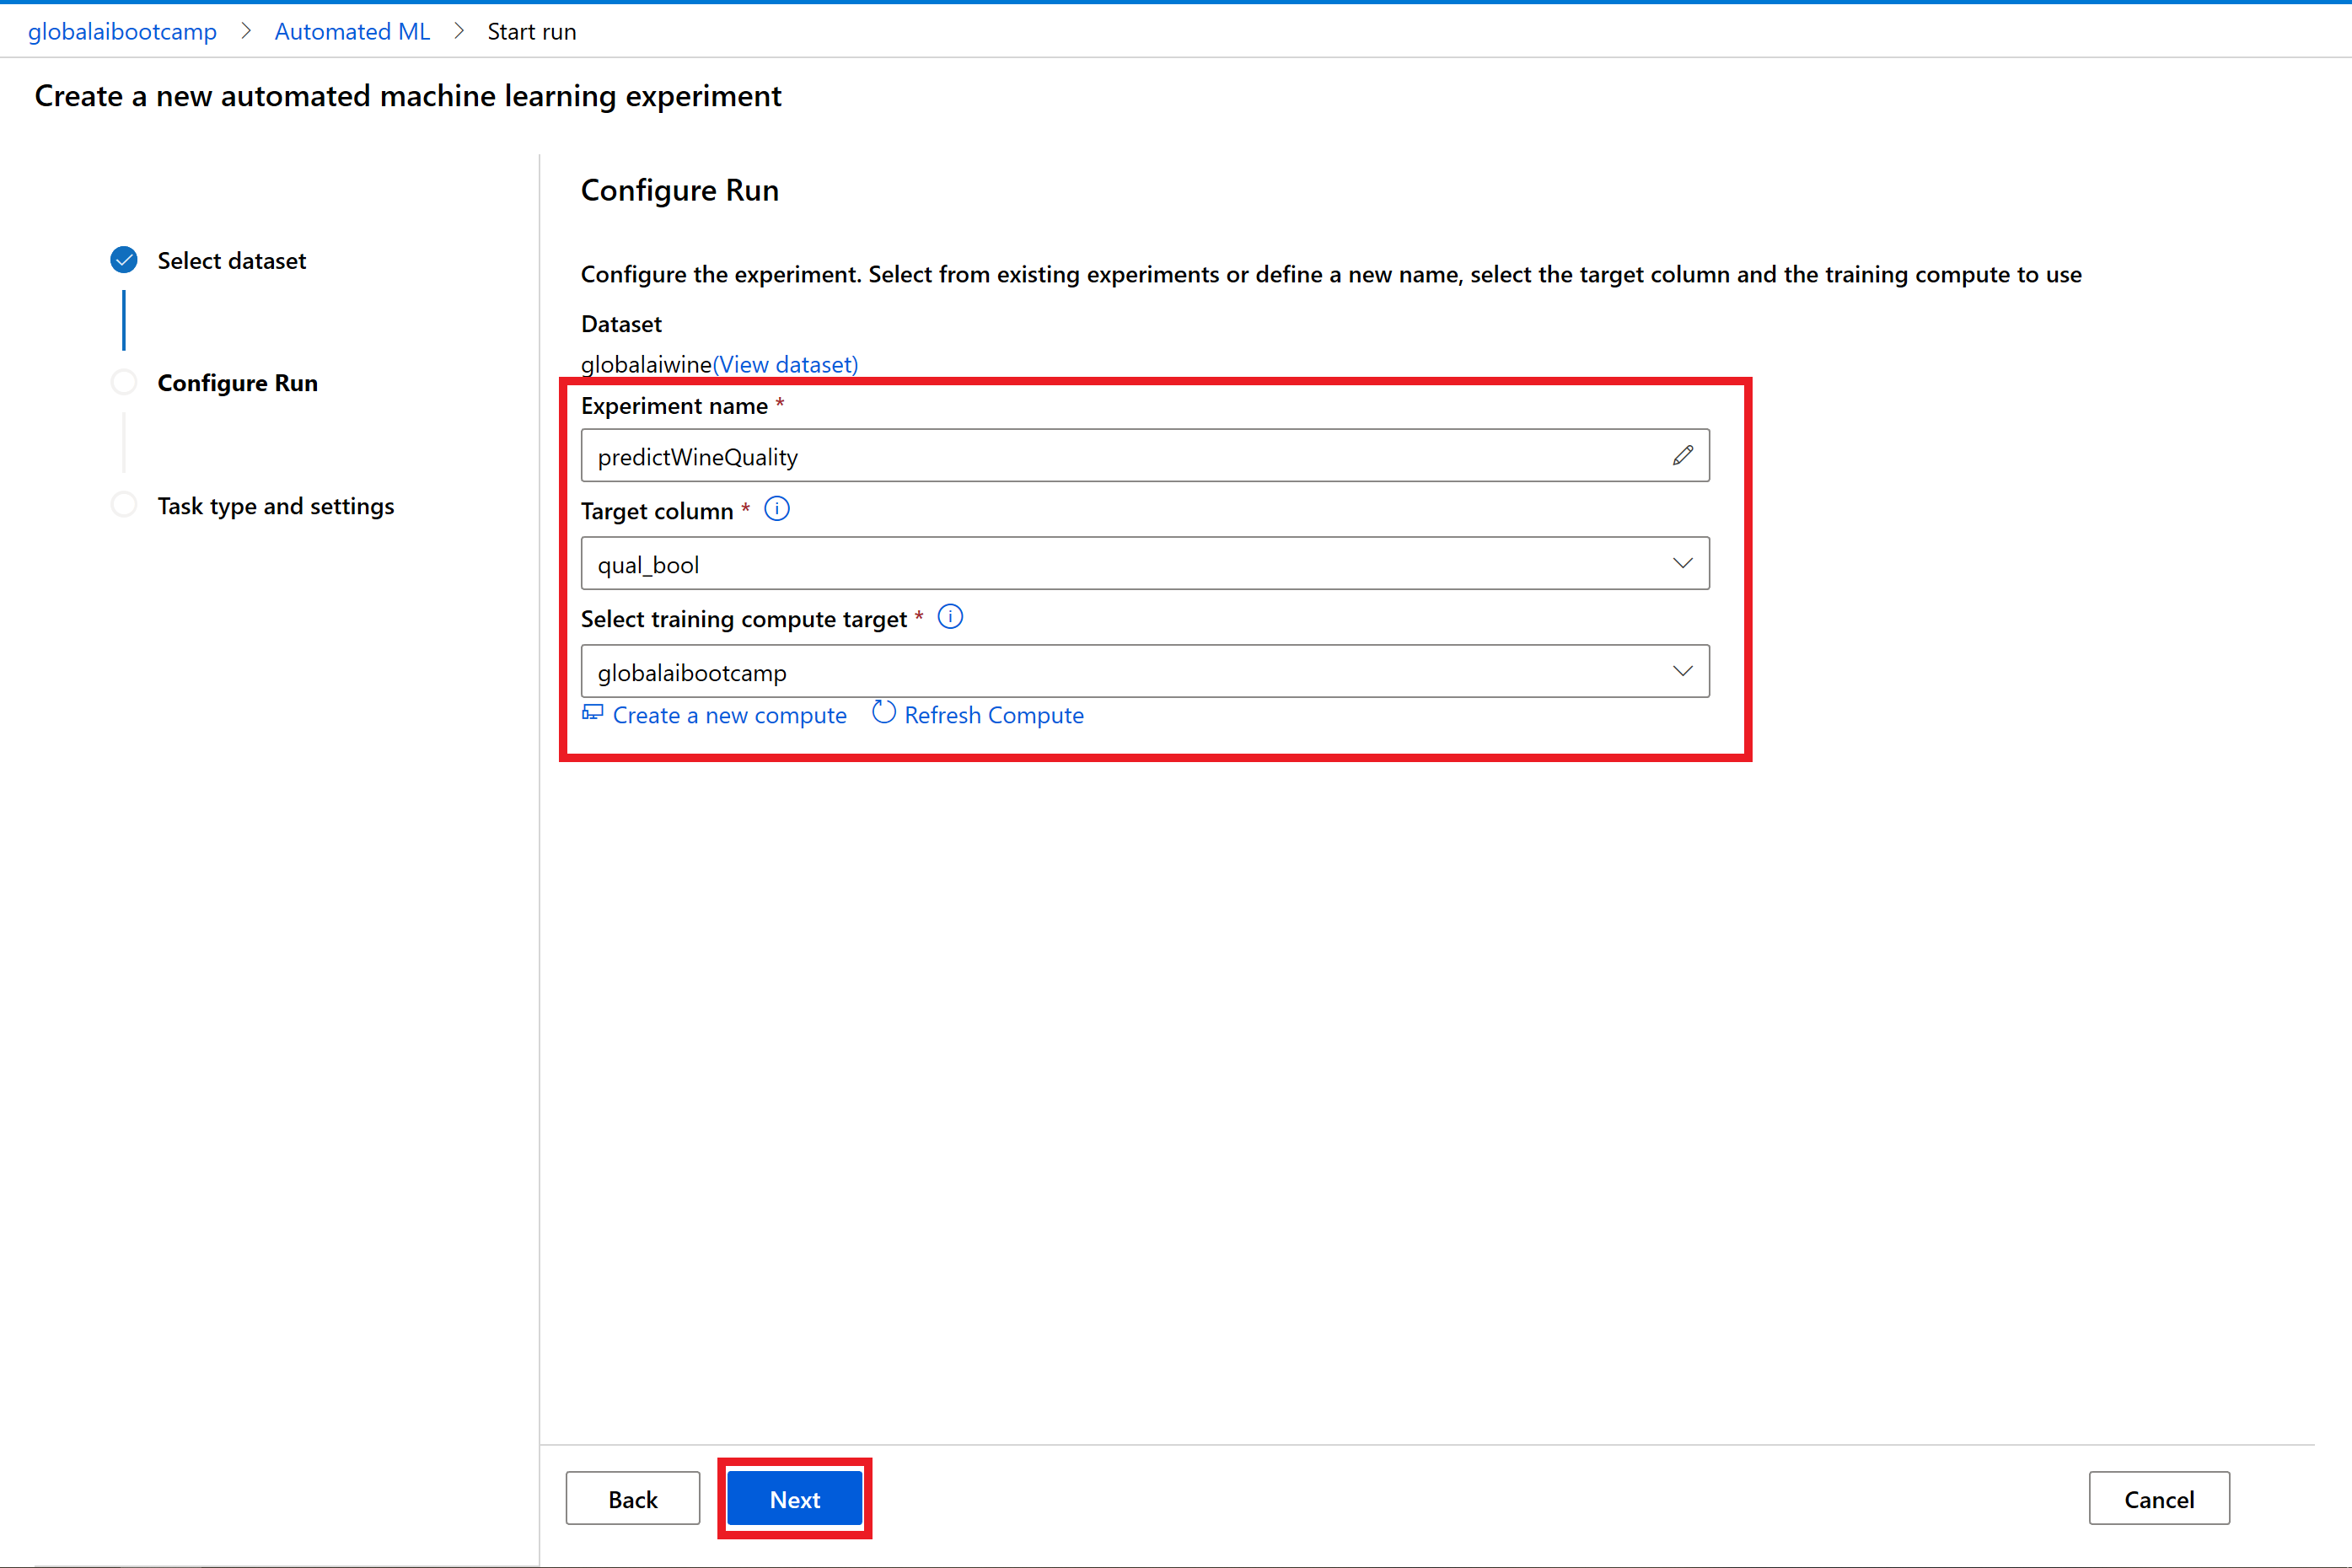 globalaibootcamp > Automated ML > Start run
Create a new automated machine learning experiment
Select dataset
Configure Run
Task type and settings
Configure Run
Configure the experiment. Select from existing experiments or define a new name, select the target column and the training compute to use
Dataset
globalaiwine(View dataset)
Experiment name *
predictWineQuality
Target column *
qual_bool
Select training compute target *
globalaibootcamp
Create a new compute Refresh Compute
Back Next Cancel